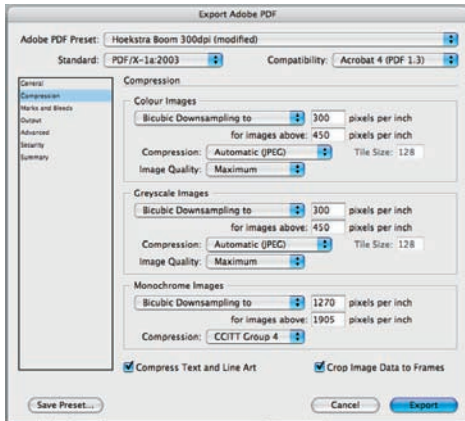 Export Adobe PDF
Adobe PDF Preset: Hoekstra Boom 300dpi (modified)
Standard: PDF/X-1a:2003 Compatibility: Acrobat 4 (PDF 1.3)
General
Compression
Marks and Bleeds
Output
Advanced
Security
Summary
Compression
Colour Images
Bicubic Downsampling to 300 pixels per inch
for images above: 450 pixels per inch
Compression: Automatic (JPEG) Tile Size: 128
Image Quality: Maximum
Greyscale Images
Bicubic Downsampling to 300 pixels per inch
for images above: 450 pixels per inch
Compression: Automatic (JPEG) Tile Size: 128
Image Quality: Maximum
Monochrome Images
Bicubic Downsampling to 1270 pixels per inch
for images above: 1905 pixels per inch
Compression: CCITT Group 4
Compress Text and Line Art Crop Image Data to Frames
Save Preset... Cancel Export